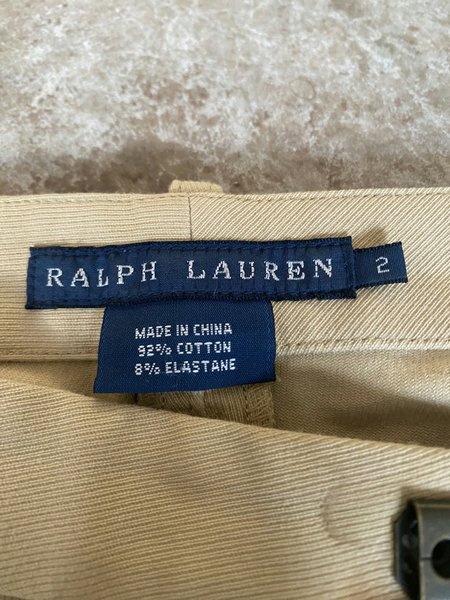 RALPH LAUREN 2
MADE IN CHINA
92% COTTON
8% ELASTANE